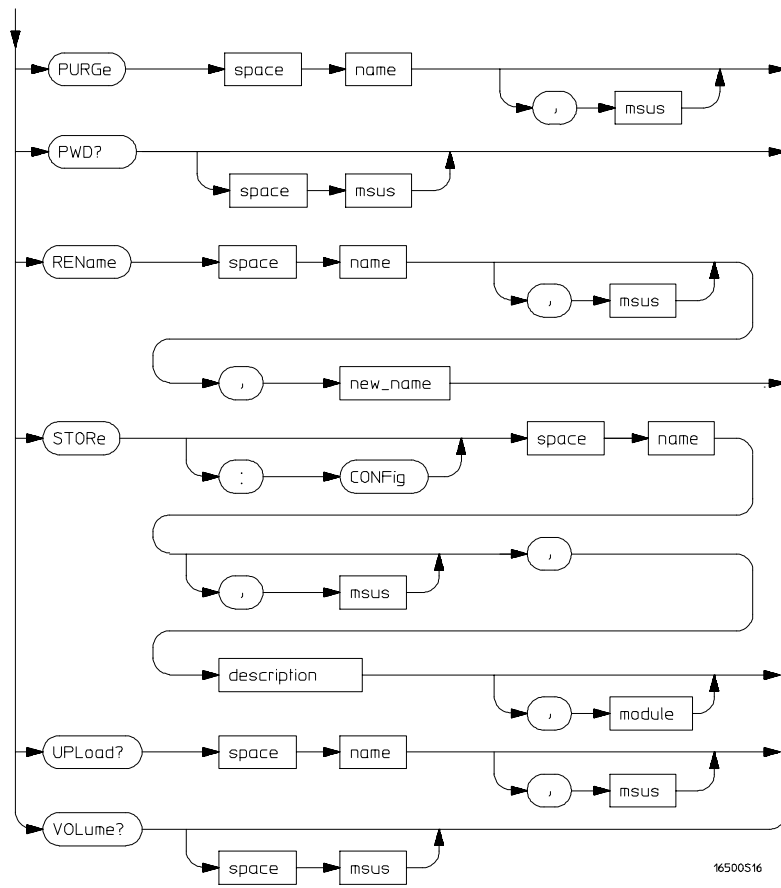 PURGe space name , msus
PWD? space msus
REName space name , msus
, new_name
STORe : CONFig space name
, msus ,
description , module
UPLoad? space name , msus
VOLume? space msus
16500S16